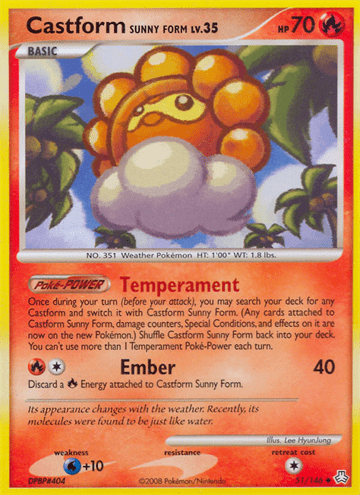 Castform SUNNY FORM LV.35 HP 70
BASIC
NO. 351 Weather Pokémon HT: 1'00" WT: 1.8 lbs.
Poké-POWER Temperament
Once during your turn (before your attack), you may search your deck for any
Castform and switch it with Castform Sunny Form. (Any cards attached to
Castform Sunny Form, damage counters, Special Conditions, and effects on it are
now on the new Pokémon.) Shuffle Castform Sunny Form back into your deck.
You can't use more than 1 Temperament Poké-Power each turn.
Ember 40
Discard a Energy attached to Castform Sunny Form.
Its appearance changes with the weather. Recently, its
molecules were found to be just like water.
Illus. Lee HyunJung
weakness resistance retreat cost
+10
DPBP#404 ©2008 Pokémon/Nintendo 51/146